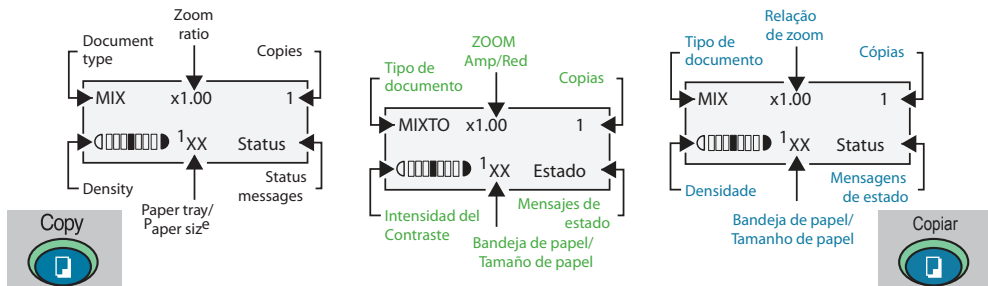 Zoom
ratio
Document
type
Copies
MIX x1.00 1
1XX Status
Density
Status
messages
Paper tray/
Paper size
Copy
ZOOM
Amp/Red
Tipo de
documento
Copias
MIXTO x1.00 1
1XX Estado
Intensidad del
Contraste
Mensajes de
estado
Bandeja de papel/
Tamaño de papel
Relação
de zoom
Tipo de
documento
Cópias
MIX x1.00 1
1XX Status
Densidade
Mensagens
de estado
Bandeja de papel/
Tamanho de papel
Copiar